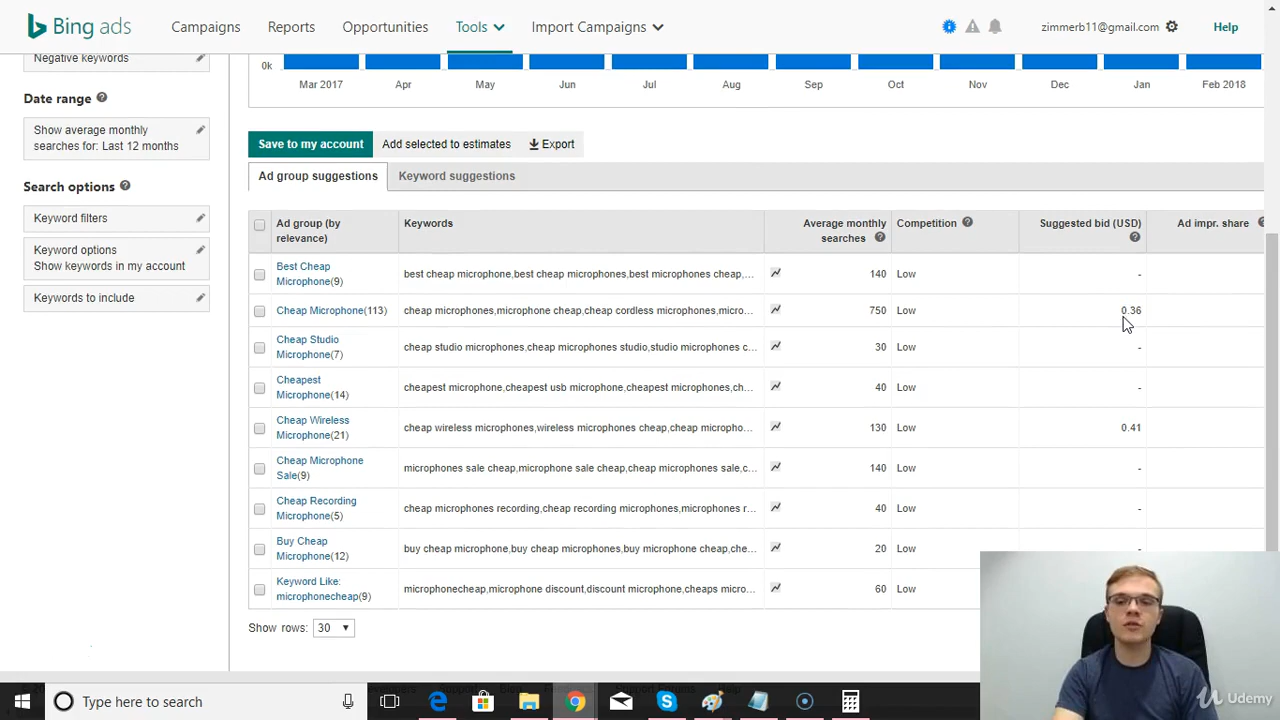 Bing ads
Campaigns
Reports
Opportunities
Tools
Import Campaigns
zimmerb11@gmail.com
Help
Negative keywords
Date range
Show average monthly
searches for: Last 12 months
Search options
Keyword filters
Keyword options
Show keywords in my account
Keywords to include
0k
Mar 2017 Apr May Jun Jul Aug Sep Oct Nov Dec Jan Feb 2018
Save to my account
Add selected to estimates
Export
Ad group suggestions
Keyword suggestions
Ad group (by
relevance)
Keywords
Average monthly
searches
Competition
Suggested bid (USD)
Ad impr. share
Best Cheap
Microphone(9)
best cheap microphone,best cheap microphones,best microphones cheap,...
140
Low
-
Cheap Microphone(113)
cheap microphones,microphone cheap,cheap cordless microphones,micro...
750
Low
0.36
Cheap Studio
Microphone(7)
cheap studio microphones,cheap microphones studio,studio microphones c...
30
Low
-
Cheapest
Microphone(14)
cheapest microphone,cheapest usb microphone,cheapest microphones,ch...
40
Low
-
Cheap Wireless
Microphone(21)
cheap wireless microphones,wireless microphones cheap,cheap micropho...
130
Low
0.41
Cheap Microphone
Sale(9)
microphones sale cheap,microphone sale cheap,cheap microphones sale,c...
140
Low
-
Cheap Recording
Microphone(5)
cheap microphones recording,cheap recording microphones,microphones r...
40
Low
-
Buy Cheap
Microphone(12)
buy cheap microphone,buy cheap microphones,buy microphone cheap,che...
20
Low
-
Keyword Like:
microphonecheap(9)
microphonecheap,microphone discount,discount microphone,cheaps micro...
60
Low
Show rows: 30
Type here to search
Udemy